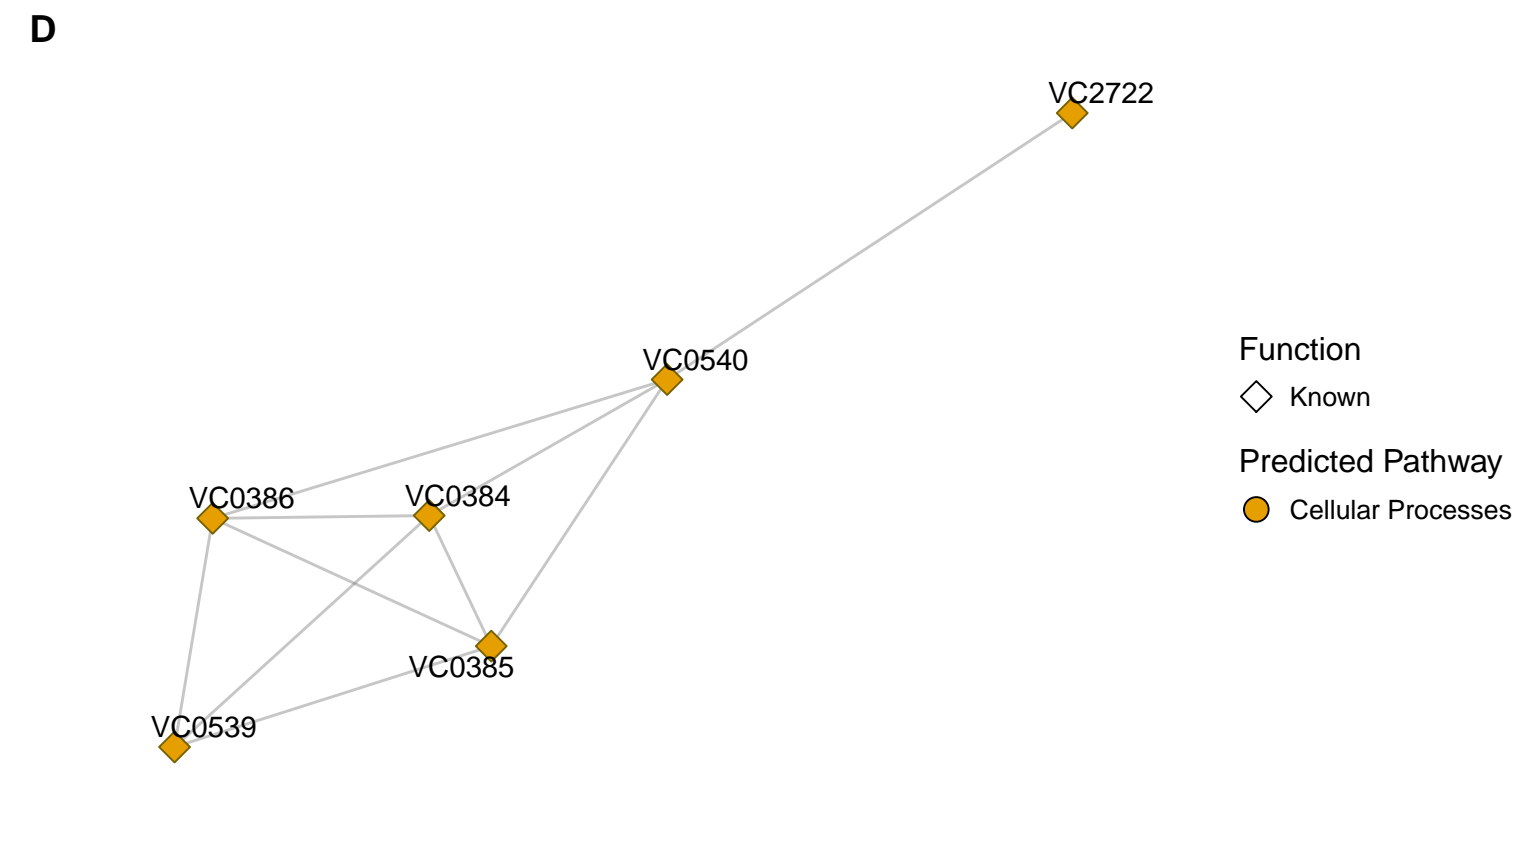 D
VC2722
VC0540
VC0386
VC0384
VC0385
VC0539
Function
Known
Predicted Pathway
Cellular Processes